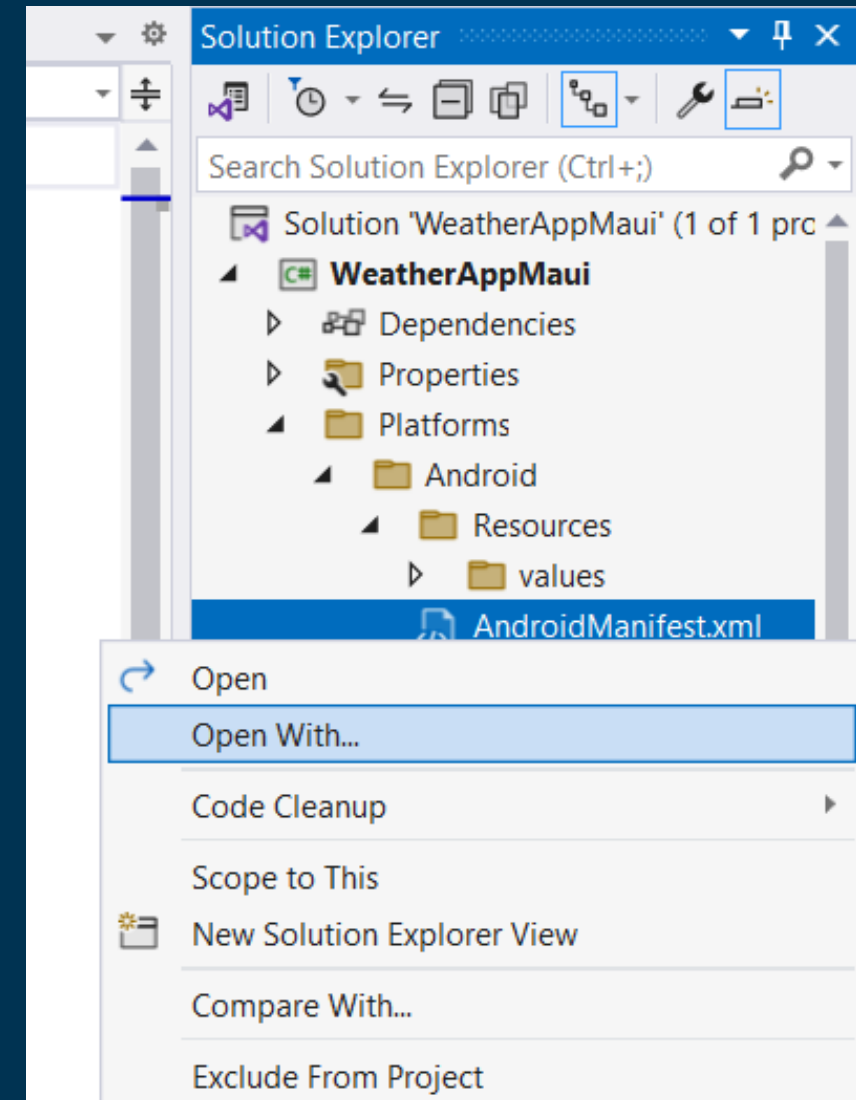 Solution Explorer
Search Solution Explorer (Ctrl+;)
Solution 'WeatherAppMaui' (1 of 1 prc
C# WeatherAppMaui
Dependencies
Properties
Platforms
Android
Resources
values
AndroidManifest.xml
Open
Open With...
Code Cleanup
Scope to This
New Solution Explorer View
Compare With...
Exclude From Project